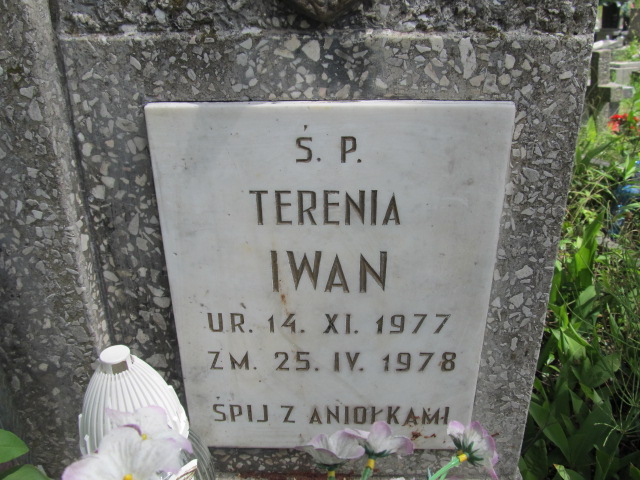 Ś. P.
TERENIA
IWAN
UR. 14. XI. 1977
ZM. 25. IV. 1978
ŚPIJ Z ANIOŁKAMI